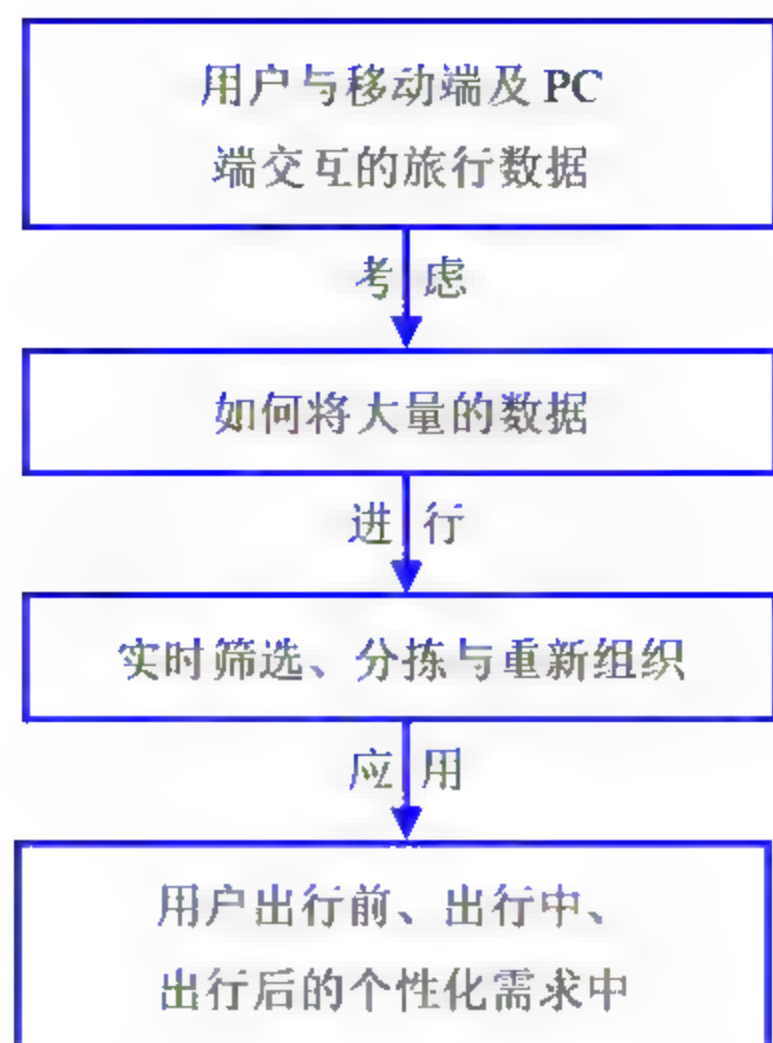 用户与移动端及 PC
端交互的旅行数据
考虑
如何将大量的数据
进行
实时筛选、分拣与重新组织
应用
用户出行前、出行中、
出行后的个性化需求中